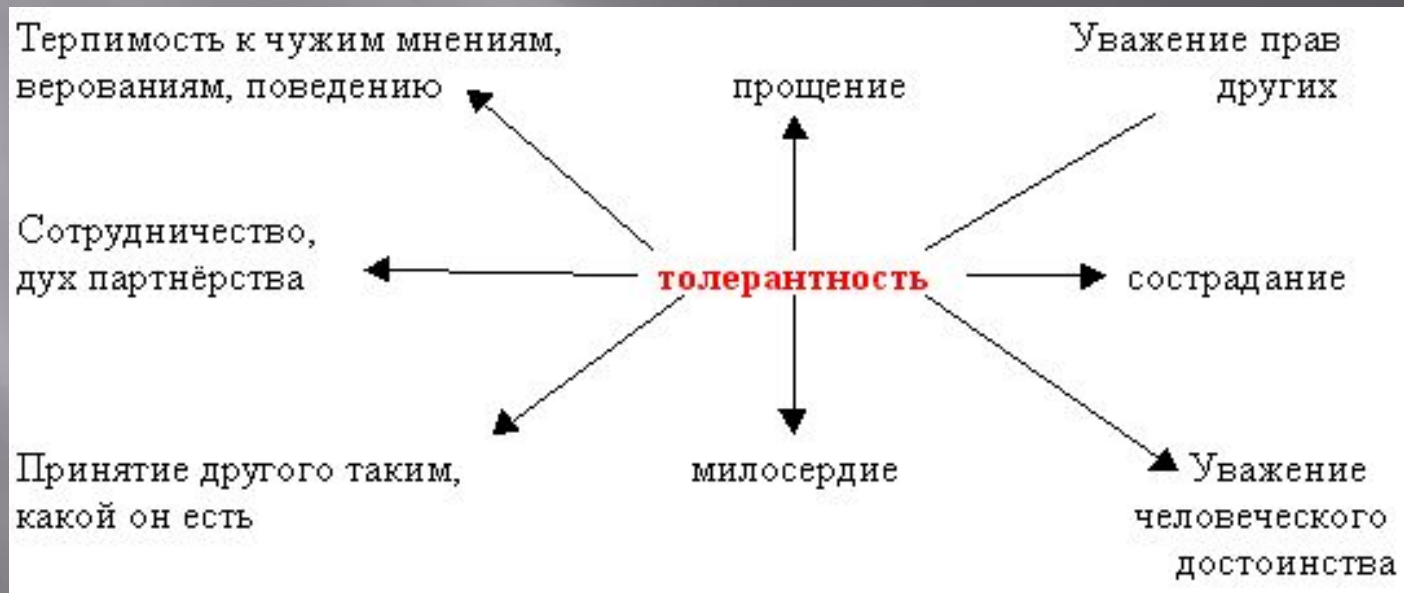 Терпимость к чужим мнениям,
верованиям, поведению
прощение
Уважение прав
других
Сотрудничество,
дух партнёрства
толерантность
сострадание
Принятие другого таким,
какой он есть
милосердие
Уважение
человеческого
достоинства